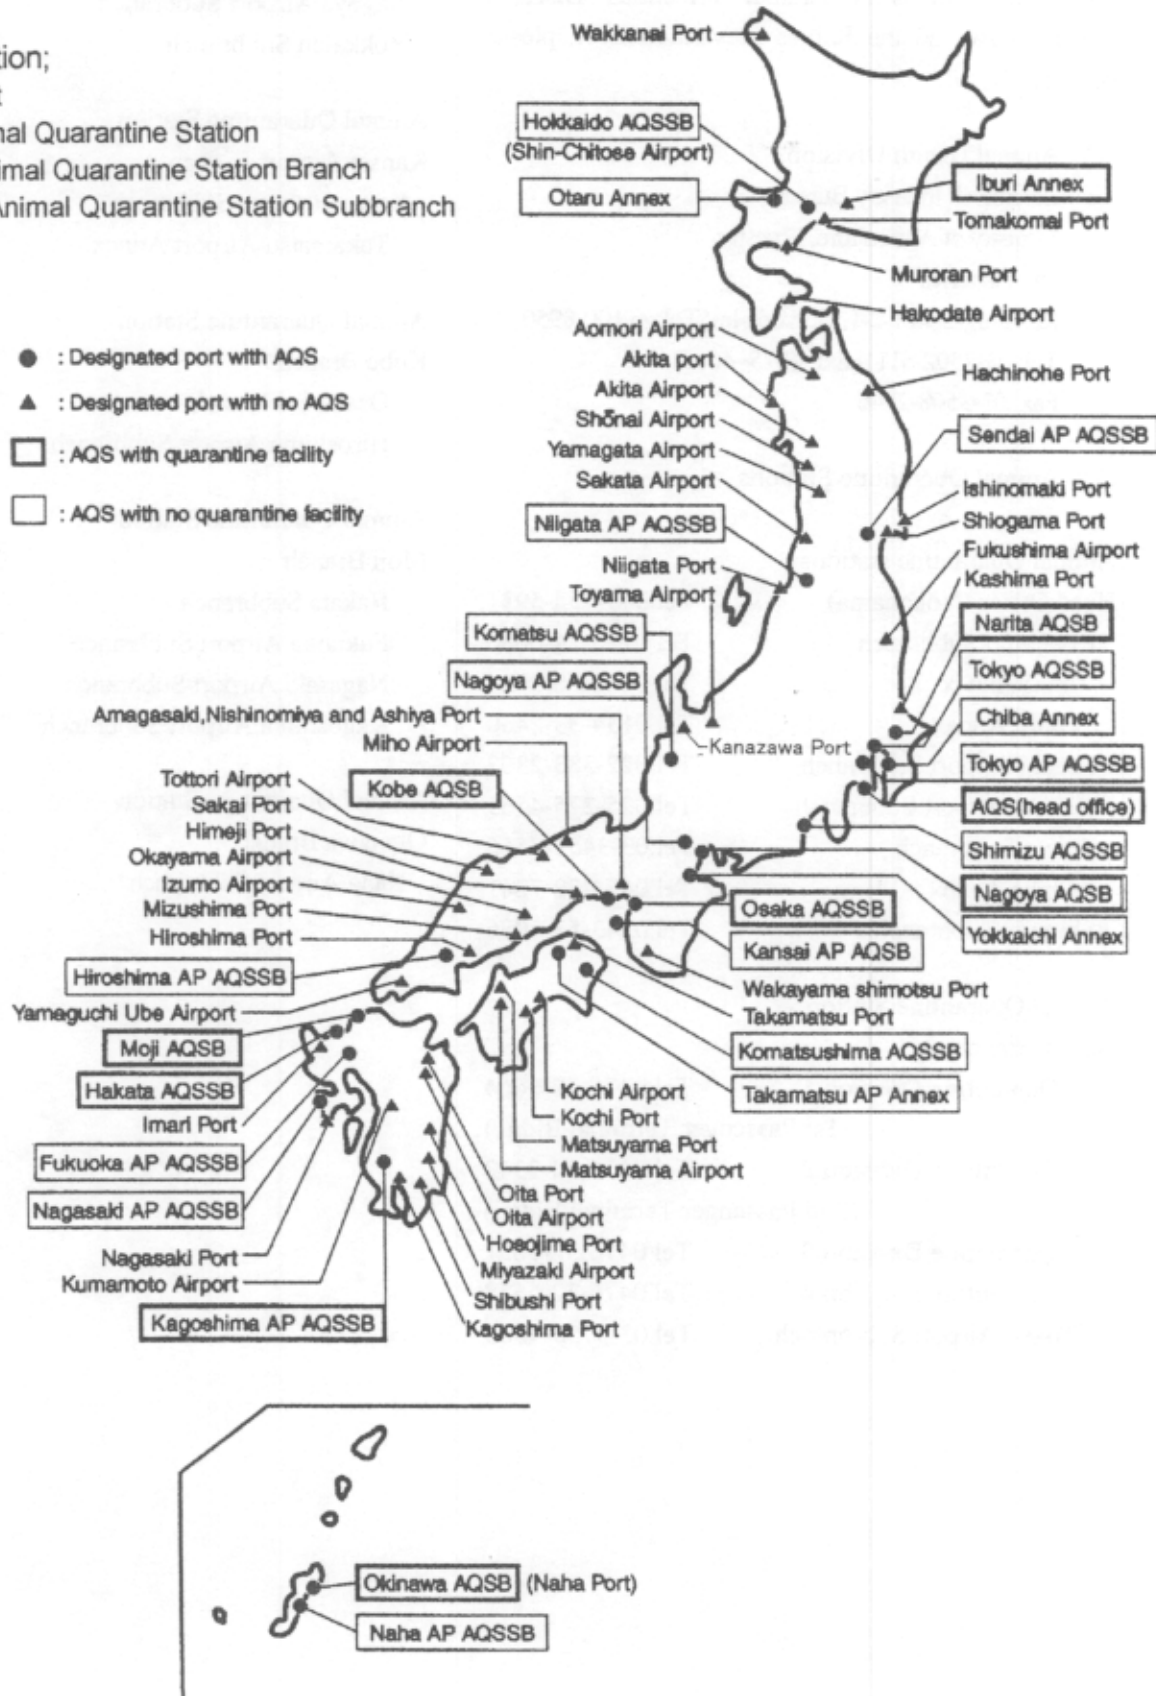 tion;
t
nal Quarantine Station
imal Quarantine Station Branch
Animal Quarantine Station Subbranch
: Designated port with AQS
: Designated port with no AQS
: AQS with quarantine facility
: AQS with no quarantine facility
Wakkanai Port
Hokkaido AQSSB
(Shin-Chitose Airport)
Otaru Annex
Iburi Annex
Tomakomai Port
Muroran Port
Hakodate Airport
Aomori Airport
Akita port
Akita Airport
Shōnai Airport
Yamagata Airport
Sakata Airport
Niigata AP AQSSB
Niigata Port
Toyama Airport
Komatsu AQSSB
Nagoya AP AQSSB
Amagasaki,Nishinomiya and Ashiya Port
Miho Airport
Kanazawa Port
Hachinohe Port
Sendai AP AQSSB
Ishinomaki Port
Shiogama Port
Fukushima Airport
Kashima Port
Narita AQSB
Tokyo AQSSB
Chiba Annex
Tokyo AP AQSSB
AQS(head office)
Shimizu AQSSB
Nagoya AQSB
Yokkaichi Annex
Tottori Airport
Sakai Port
Himeji Port
Okayama Airport
Izumo Airport
Mizushima Port
Hiroshima Port
Kobe AQSB
Hiroshima AP AQSSB
Yamaguchi Ube Airport
Moji AQSB
Hakata AQSSB
Imari Port
Fukuoka AP AQSSB
Nagasaki AP AQSSB
Nagasaki Port
Kumamoto Airport
Kagoshima AP AQSSB
Osaka AQSSB
Kansai AP AQSB
Wakayama shimotsu Port
Takamatsu Port
Komatsushima AQSSB
Takamatsu AP Annex
Kochi Airport
Kochi Port
Matsuyama Port
Matsuyama Airport
Oita Port
Oita Airport
Hosojima Port
Miyazaki Airport
Shibushi Port
Kagoshima Port
Okinawa AQSB (Naha Port)
Naha AP AQSSB